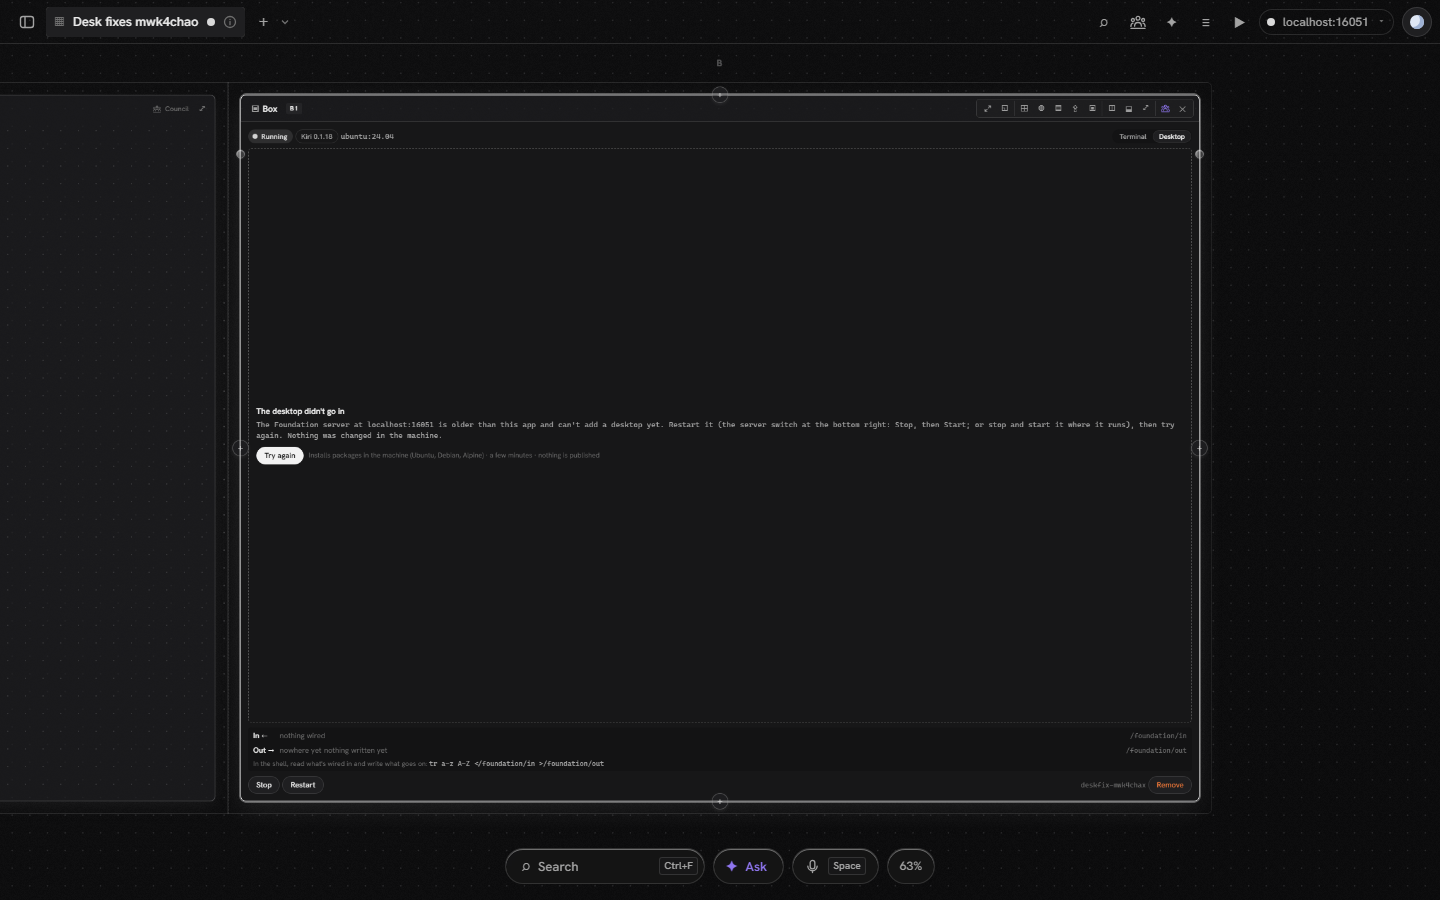 Desk fixes mwk4chao
localhost:16051
B
Council
Box
B1
Running
Kiri 0.1.18
ubuntu:24.04
Terminal
Desktop
The desktop didn't go in
The Foundation server at localhost:16051 is older than this app and can't add a desktop yet. Restart it (the server switch at the bottom right: Stop, then Start; or stop and start it where it runs), then try
again. Nothing was changed in the machine.
Try again
Installs packages in the machine (Ubuntu, Debian, Alpine) · a few minutes · nothing is published
In ← nothing wired /foundation/in
Out → nowhere yet nothing written yet /foundation/out
In the shell, read what's wired in and write what goes on: tr a-z A-Z </foundation/in >/foundation/out
Stop
Restart
deskfix-mwk4chax
Remove
Search
Ctrl+F
Ask
Space
63%